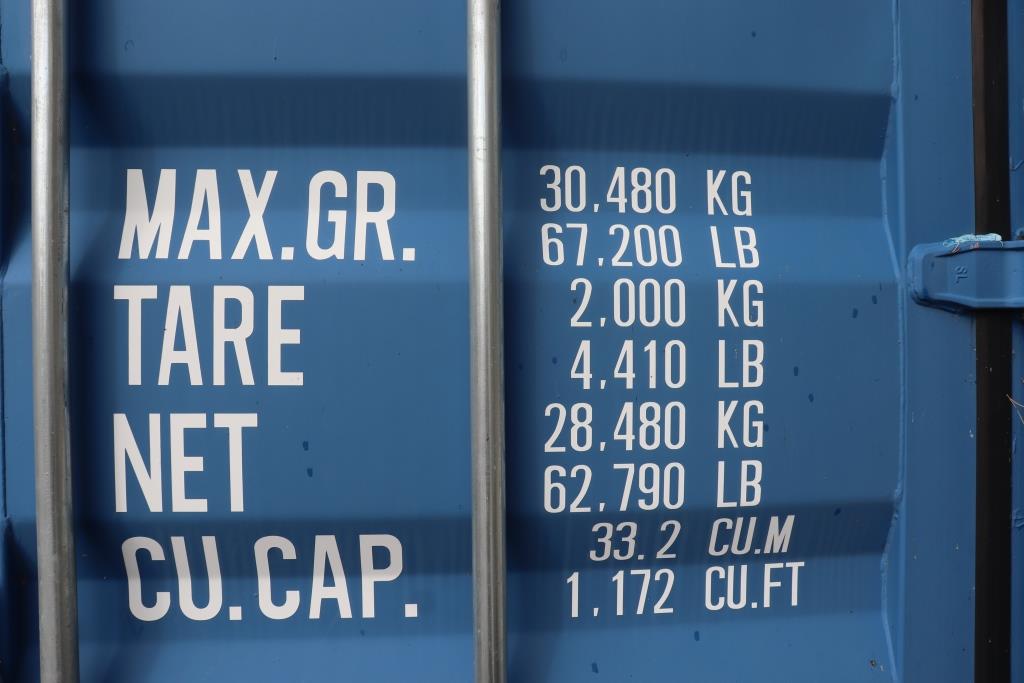 MAX.GR. 30,480 KG
67,200 LB
TARE 2,000 KG
4,410 LB
NET 28,480 KG
62,790 LB
CU.CAP. 33.2 CU.M
1,172 CU.FT
SL